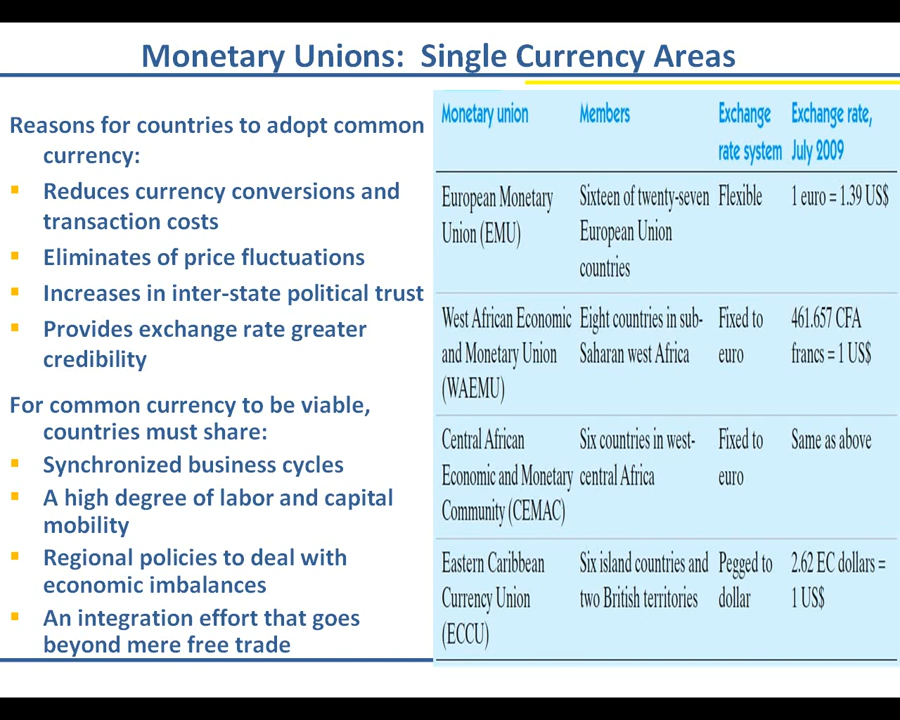 Monetary Unions: Single Currency Areas
Reasons for countries to adopt common
currency:
Reduces currency conversions and
transaction costs
Eliminates of price fluctuations
Increases in inter-state political trust
Provides exchange rate greater
credibility
For common currency to be viable,
countries must share:
Synchronized business cycles
A high degree of labor and capital
mobility
Regional policies to deal with
economic imbalances
An integration effort that goes
beyond mere free trade
Monetary union Members Exchange Exchange rate,
rate system July 2009
European Monetary Sixteen of twenty-seven Flexible 1 euro = 1.39 US$
Union (EMU) European Union
countries
West African Economic Eight countries in sub- Fixed to 461.657 CFA
and Monetary Union Saharan west Africa euro francs = 1 US$
(WAEMU)
Central African Six countries in west- Fixed to Same as above
Economic and Monetary central Africa euro
Community (CEMAC)
Eastern Caribbean Six island countries and Pegged to 2.62 EC dollars =
Currency Union two British territories dollar 1 US$
(ECCU)